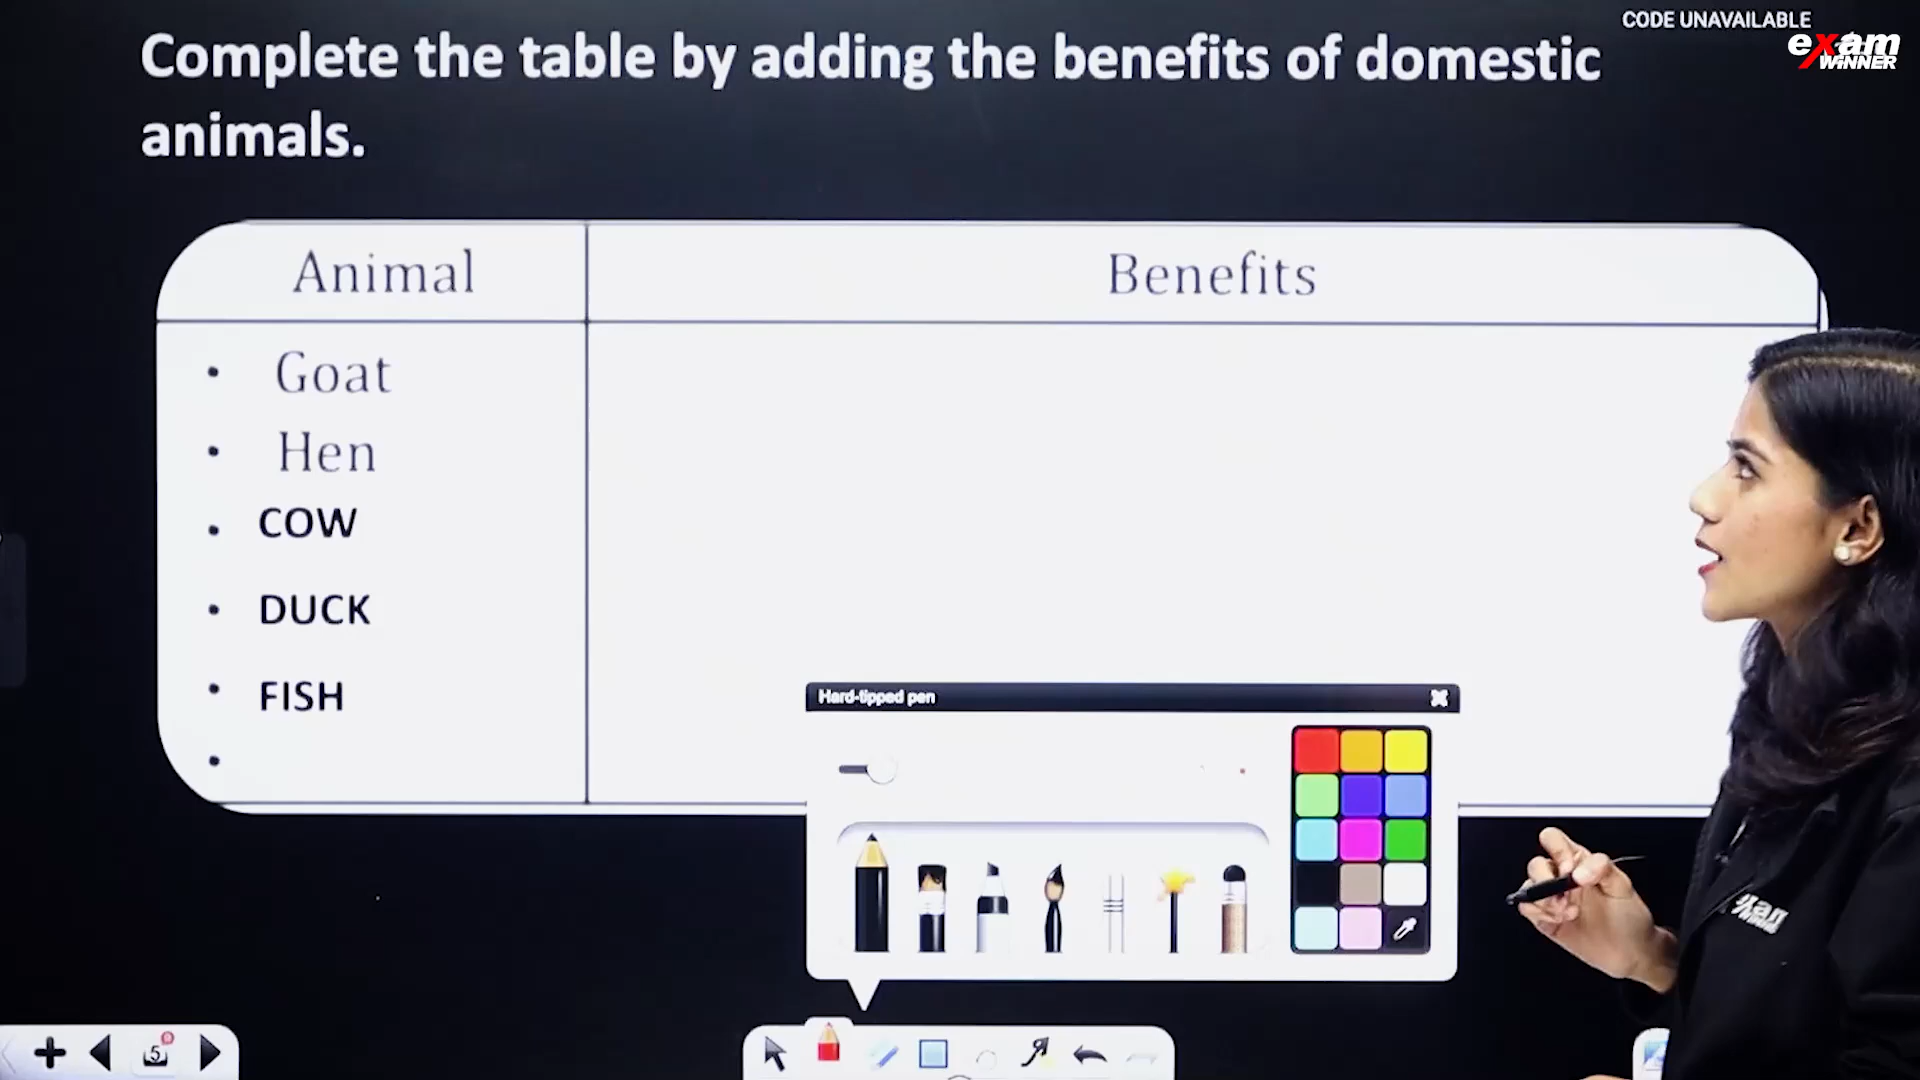 CODE UNAVAILABLE
exam
WINNER
Complete the table by adding the benefits of domestic
animals.
Animal
Benefits
• Goat
• Hen
• COW
• DUCK
• FISH
•
Hard-tipped pen
5